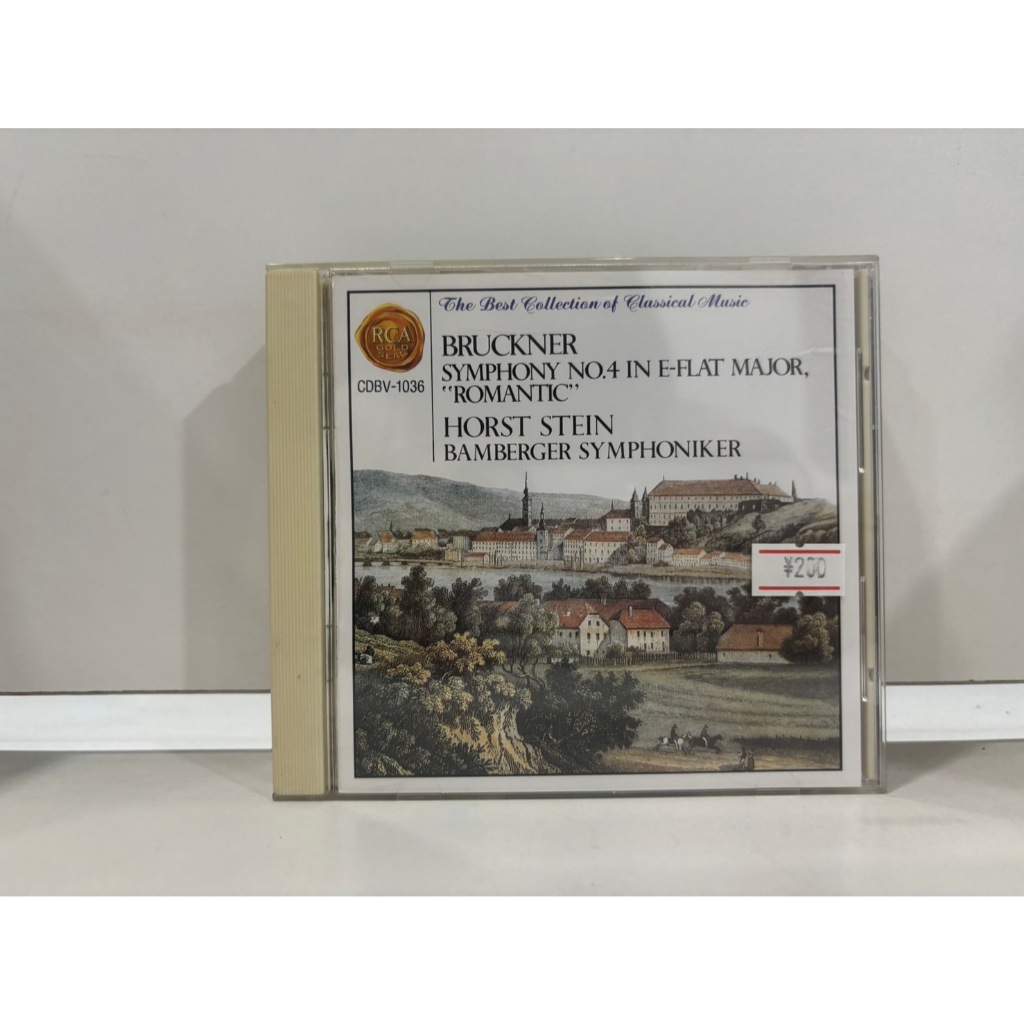 The Best Collection of Classical Music
RCA
GOLD
SEAL
CDBV-1036
BRUCKNER
SYMPHONY NO.4 IN E-FLAT MAJOR,
“ROMANTIC”
HORST STEIN
BAMBERGER SYMPHONIKER
¥200